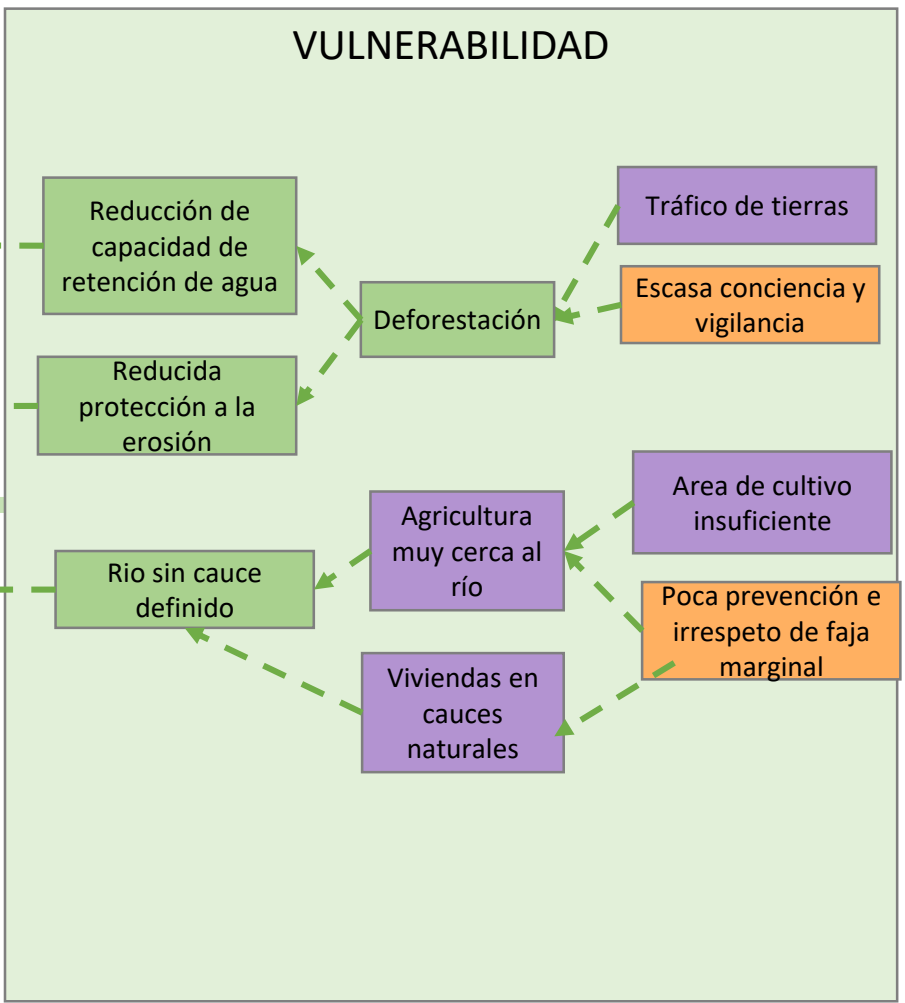 VULNERABILIDAD
Reducción de
capacidad de
retención de agua
Tráfico de tierras
Escasa conciencia y
vigilancia
Deforestación
Reducida
protección a la
erosión
Area de cultivo
insuficiente
Agricultura
muy cerca al
río
Rio sin cauce
definido
Poca prevención e
irrespeto de faja
marginal
Viviendas en
cauces
naturales